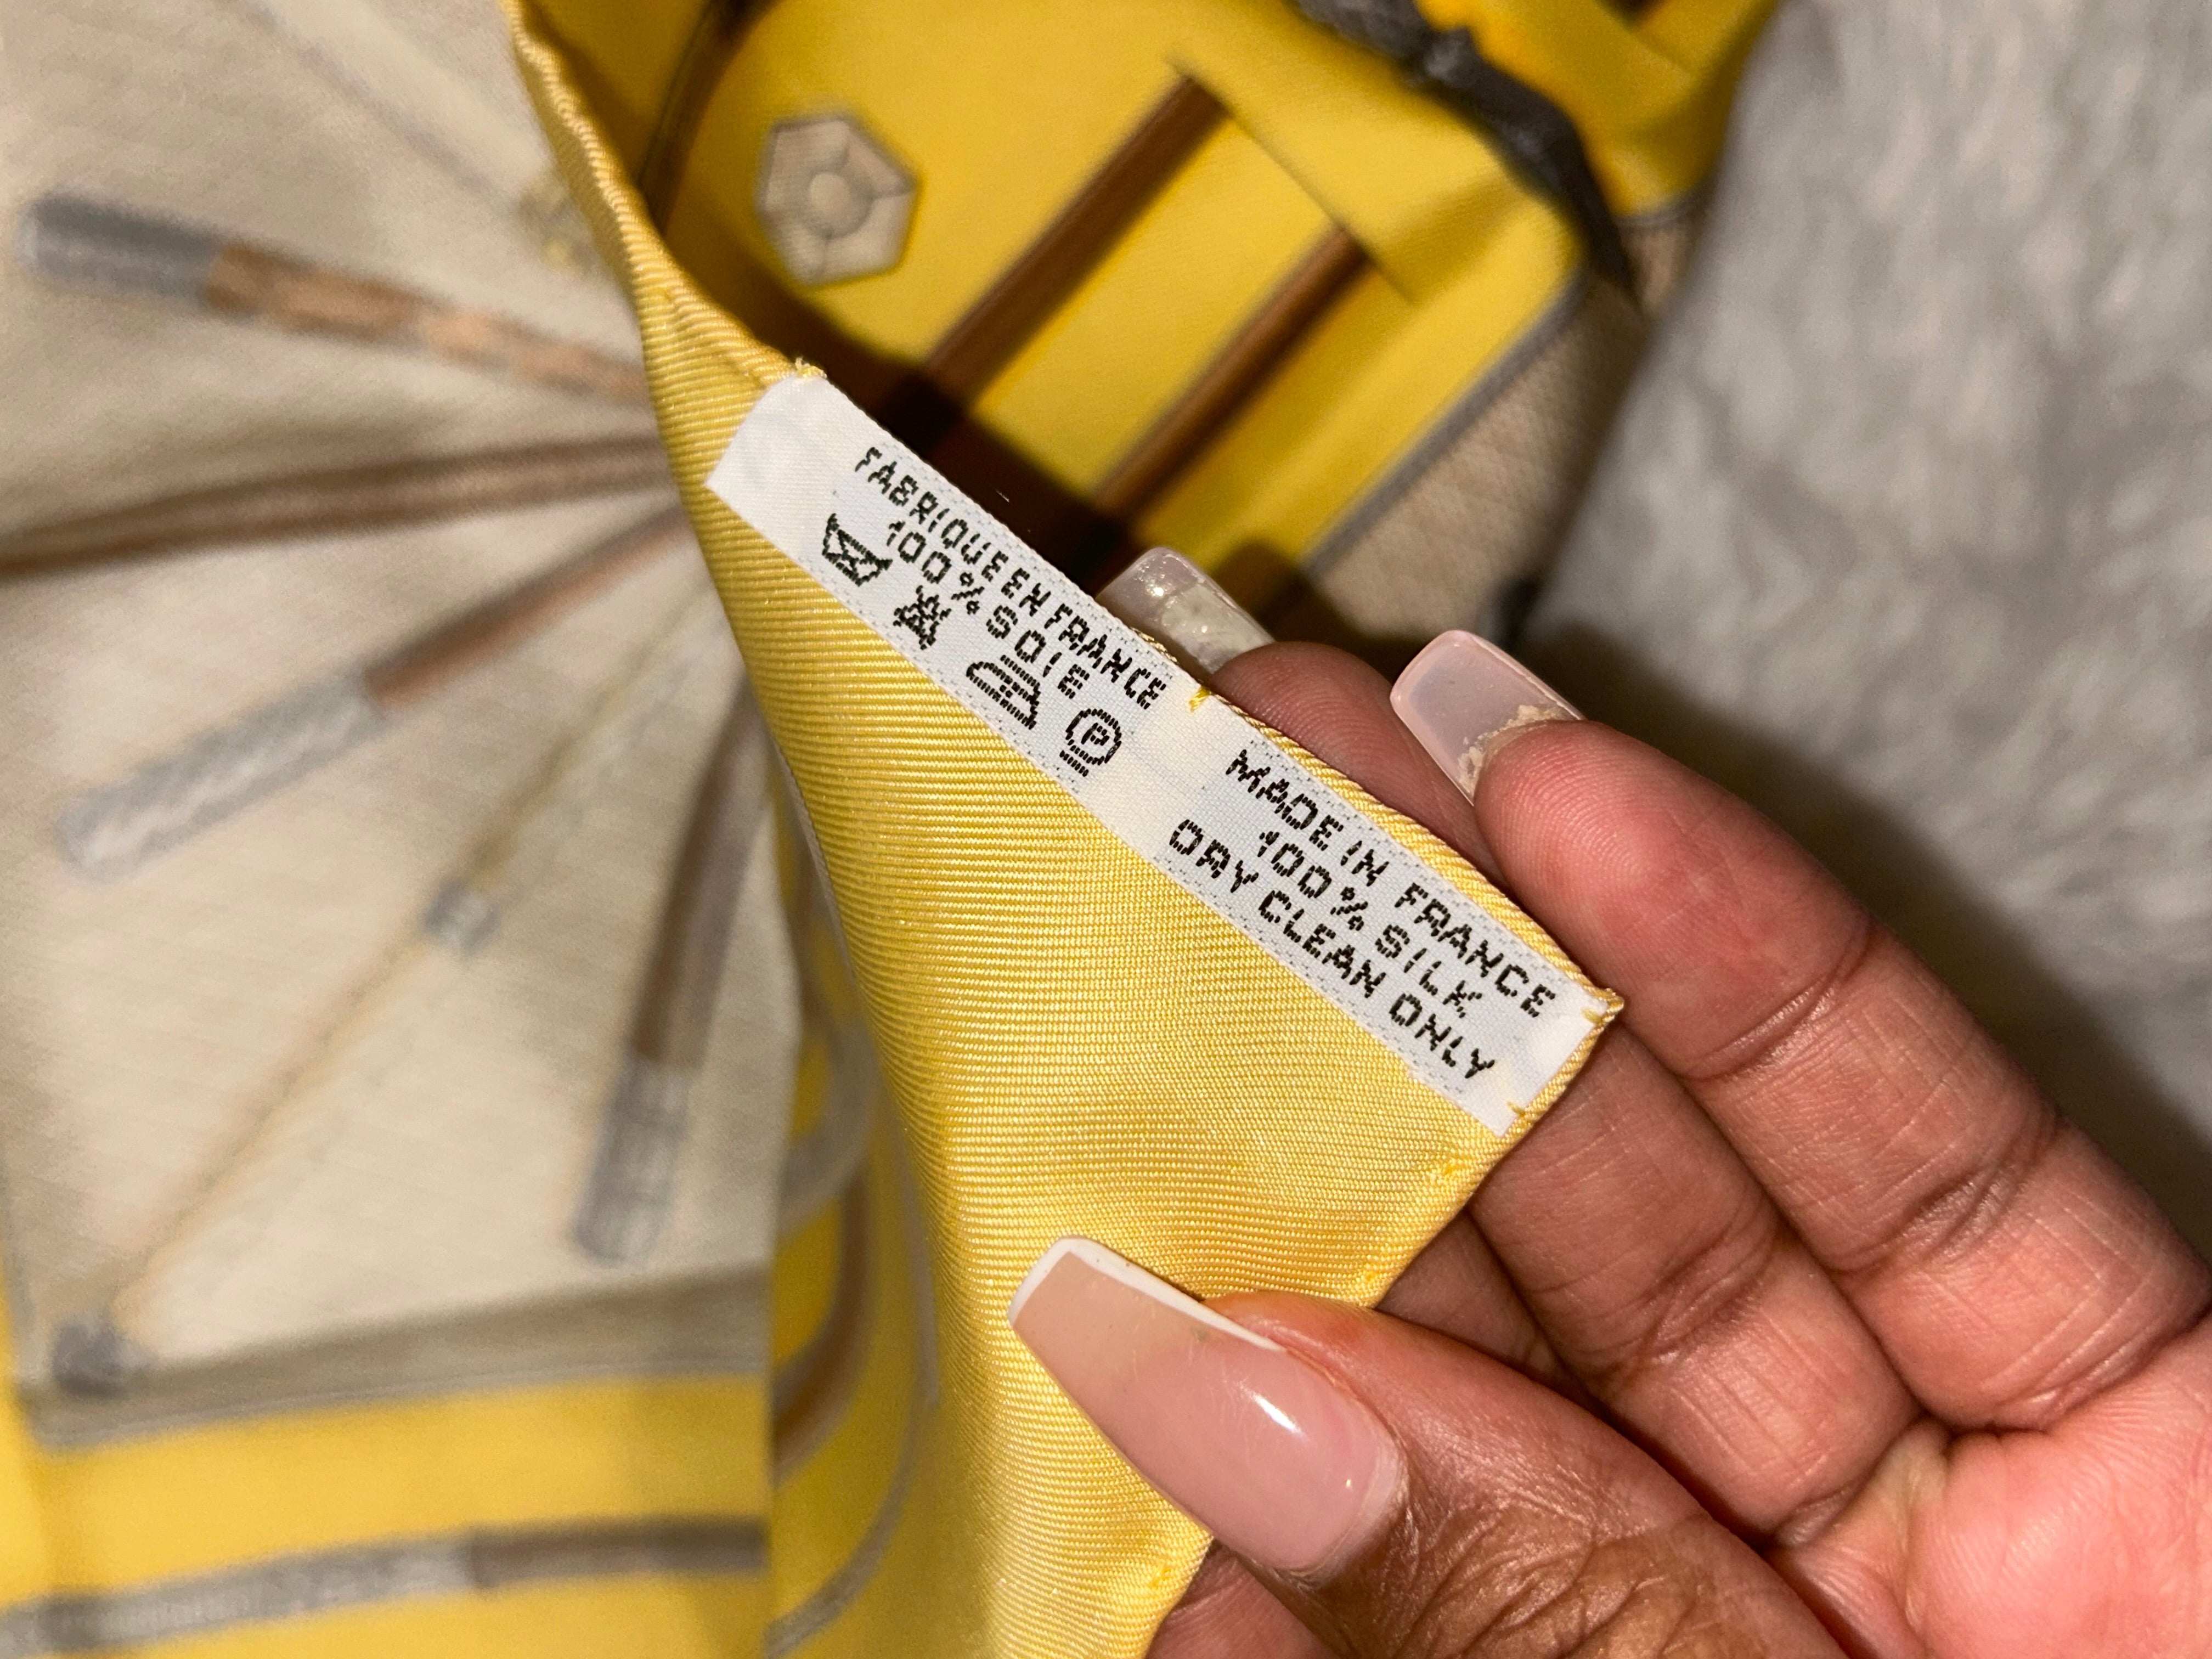 FABRIQUE EN FRANCE
100% SOIE
P
MADE IN FRANCE
100% SILK
DRY CLEAN ONLY